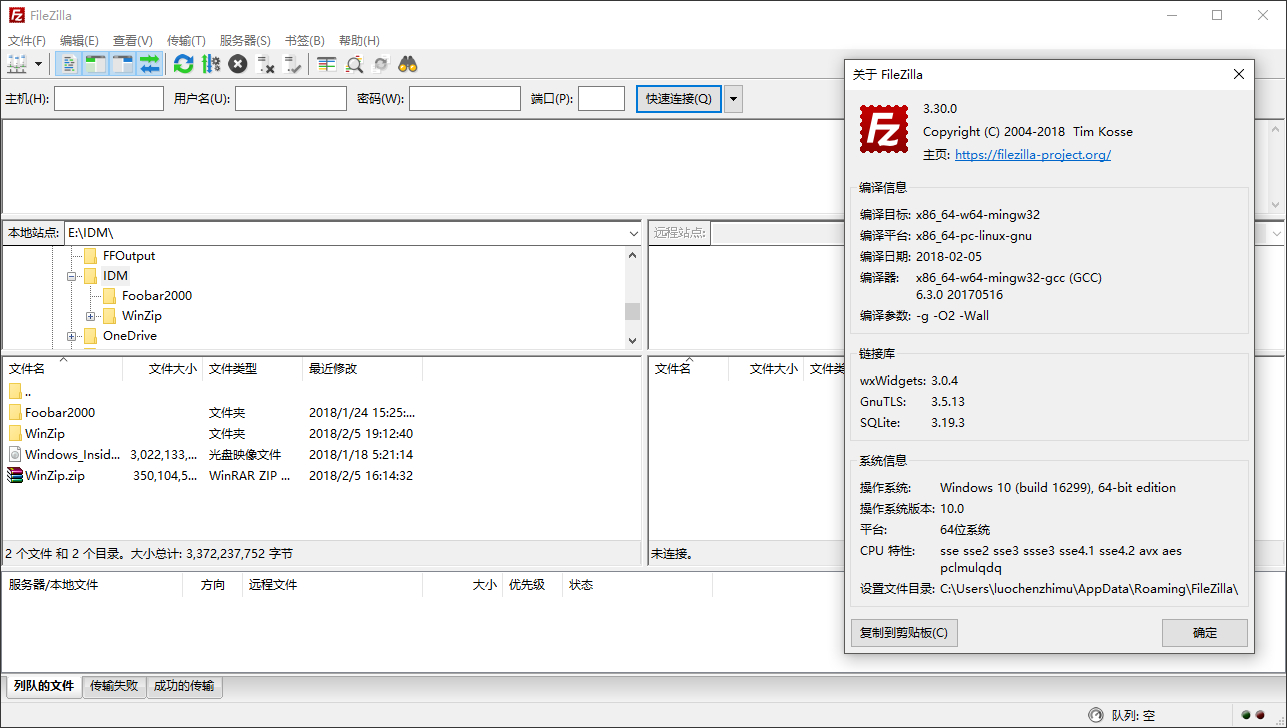 FileZilla
文件(F) 编辑(E) 查看(V) 传输(T) 服务器(S) 书签(B) 帮助(H)
主机(H): 用户名(U): 密码(W): 端口(P): 快速连接(Q)
本地站点: E:\IDM\
FFOutput
IDM
Foobar2000
WinZip
OneDrive
文件名 文件大小 文件类型 最近修改
..
Foobar2000 文件夹 2018/1/24 15:25:...
WinZip 文件夹 2018/2/5 19:12:40
Windows_Insid... 3,022,133,... 光盘映像文件 2018/1/18 5:21:14
WinZip.zip 350,104,5... WinRAR ZIP ... 2018/2/5 16:14:32
2 个文件 和 2 个目录。大小总计: 3,372,237,752 字节
远程站点:
文件名 文件大小 文件类
未连接。
服务器/本地文件 方向 远程文件 大小 优先级 状态
列队的文件 传输失败 成功的传输
队列: 空
关于 FileZilla
Fz
3.30.0
Copyright (C) 2004-2018 Tim Kosse
主页: https://filezilla-project.org/
编译信息
编译目标: x86_64-w64-mingw32
编译平台: x86_64-pc-linux-gnu
编译日期: 2018-02-05
编译器: x86_64-w64-mingw32-gcc (GCC)
6.3.0 20170516
编译参数: -g -O2 -Wall
链接库
wxWidgets: 3.0.4
GnuTLS: 3.5.13
SQLite: 3.19.3
系统信息
操作系统: Windows 10 (build 16299), 64-bit edition
操作系统版本: 10.0
平台: 64位系统
CPU 特性: sse sse2 sse3 ssse3 sse4.1 sse4.2 avx aes
pclmulqdq
设置文件目录: C:\Users\luochenzhimu\AppData\Roaming\FileZilla\
复制到剪贴板(C) 确定